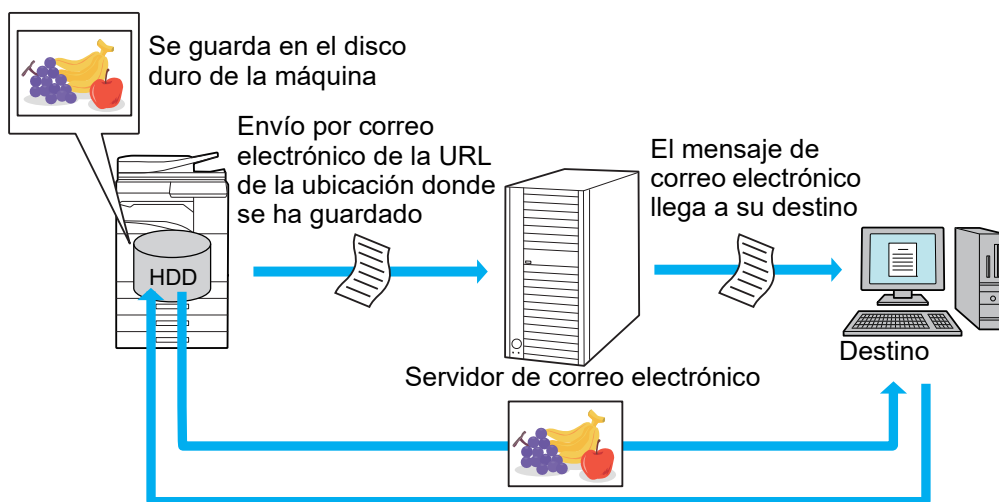 Se guarda en el disco
duro de la máquina
Envío por correo
electrónico de la URL
de la ubicación donde
se ha guardado
El mensaje de
correo electrónico
llega a su destino
HDD
Destino
Servidor de correo electrónico